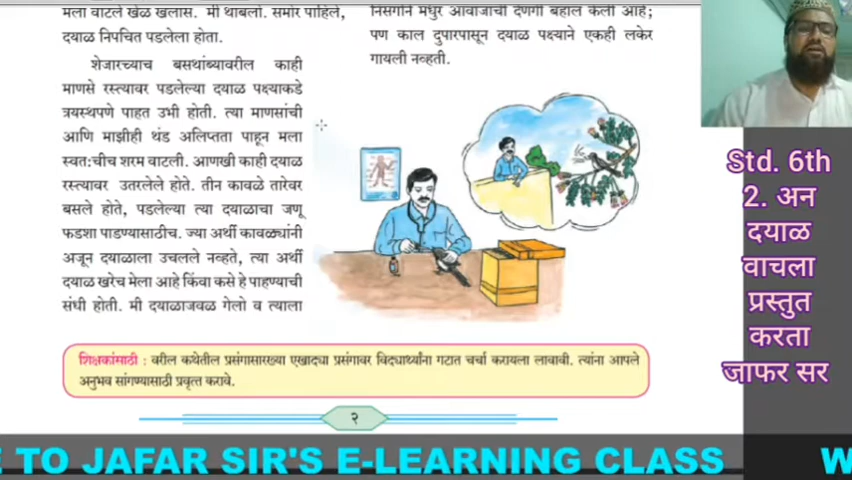 मला वाटले खेळ खलास. मी थांबलो. समोर पाहिले,
दयाळ निपचित पडलेला होता.
शेजारच्याच बसथांब्यावरील काही
माणसे रस्त्यावर पडलेल्या दयाळ पक्ष्याकडे
त्रयस्थपणे पाहत उभी होती. त्या माणसांची
आणि माझीही थंड अलिप्तता पाहून मला
स्वत:चीच शरम वाटली. आणखी काही दयाळ
रस्त्यावर उतरलेले होते. तीन कावळे तारेवर
बसले होते, पडलेल्या त्या दयाळाचा जणू
फडशा पाडण्यासाठीच. ज्या अर्थी कावळ्यांनी
अजून दयाळाला उचलले नव्हते, त्या अर्थी
दयाळ खरेच मेला आहे किंवा कसे हे पाहण्याची
संधी होती. मी दयाळाजवळ गेलो व त्याला
निसर्गाने मधुर आवाजाची देणगी बहाल केली आहे;
पण काल दुपारपासून दयाळ पक्ष्याने एकही लकेर
गायली नव्हती.
शिक्षकांसाठी : वरील कथेतील प्रसंगासारख्या एखाद्या प्रसंगावर विद्यार्थ्यांना गटात चर्चा करायला लावावी. त्यांना आपले
अनुभव सांगण्यासाठी प्रवृत्त करावे.
२
Std. 6th
2. अन
दयाळ
वाचला
प्रस्तुत
करता
जाफर सर
E TO JAFAR SIR'S E-LEARNING CLASS W